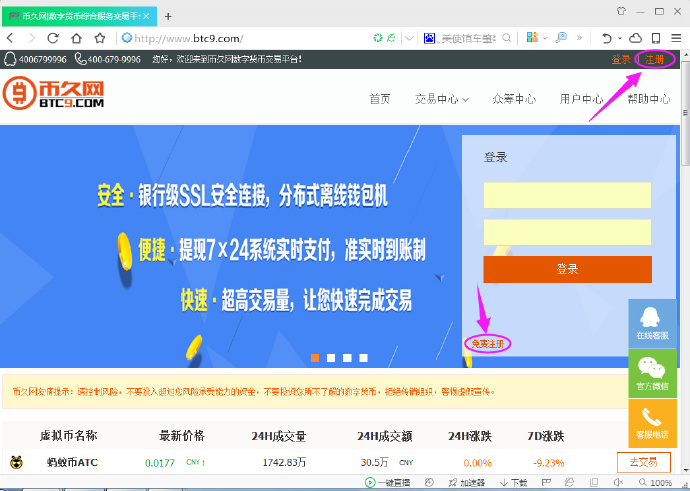 币久网|数字货币综合服务交易平台
http://www.btc9.com/
美使馆车罄
4006799996 400-679-9996 您好，欢迎来到币久网数字货币交易平台！ 登录 注册
币久网
BTC9.COM
首页 交易中心 众筹中心 用户中心 帮助中心
安全·银行级SSL安全连接，分布式离线钱包机
便捷·提现7×24系统实时支付，准实时到账制
快速·超高交易量，让您快速完成交易
登录
登录
免费注册
在线客服
官方微信
客服电话
币久网友情提示：请控制风险，不要投入超过您风险承受能力的资金，不要投资您所不了解的数字货币，拒绝传销组织，警惕虚假宣传。
虚拟币名称 最新价格 24H成交量 24H成交额 24H涨跌 7D涨跌
蚂蚁币ATC 0.0177 CNY↑ 1742.83万 30.5万 CNY 0.00% -9.23% 去交易
一键直播 加速器 下载 100%